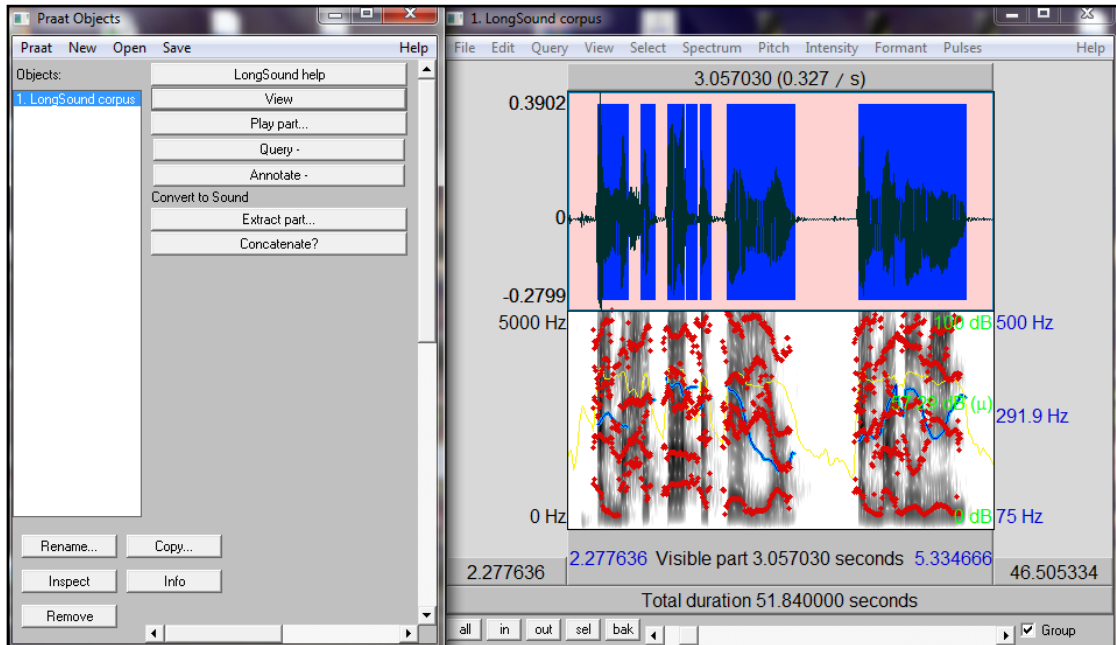 Praat Objects
Praat New Open Save Help
Objects:
1. LongSound corpus
LongSound help
View
Play part...
Query -
Annotate -
Convert to Sound
Extract part...
Concatenate?
Rename...
Copy...
Inspect
Info
Remove
1. LongSound corpus
File Edit Query View Select Spectrum Pitch Intensity Formant Pulses Help
3.057030 (0.327 / s)
0.3902
0
-0.2799
5000 Hz
100 dB
500 Hz
dB (µ)
291.9 Hz
0 Hz
0 dB
75 Hz
2.277636
2.277636 Visible part 3.057030 seconds 5.334666
46.505334
Total duration 51.840000 seconds
all in out sel bak
Group